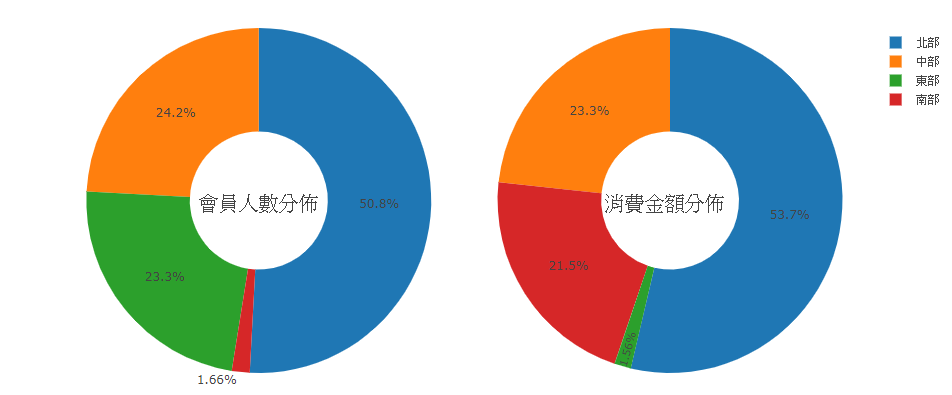 24.2%
50.8%
會員人數分佈
23.3%
1.66%
23.3%
53.7%
消費金額分佈
21.5%
1.56%
北部
中部
東部
南部